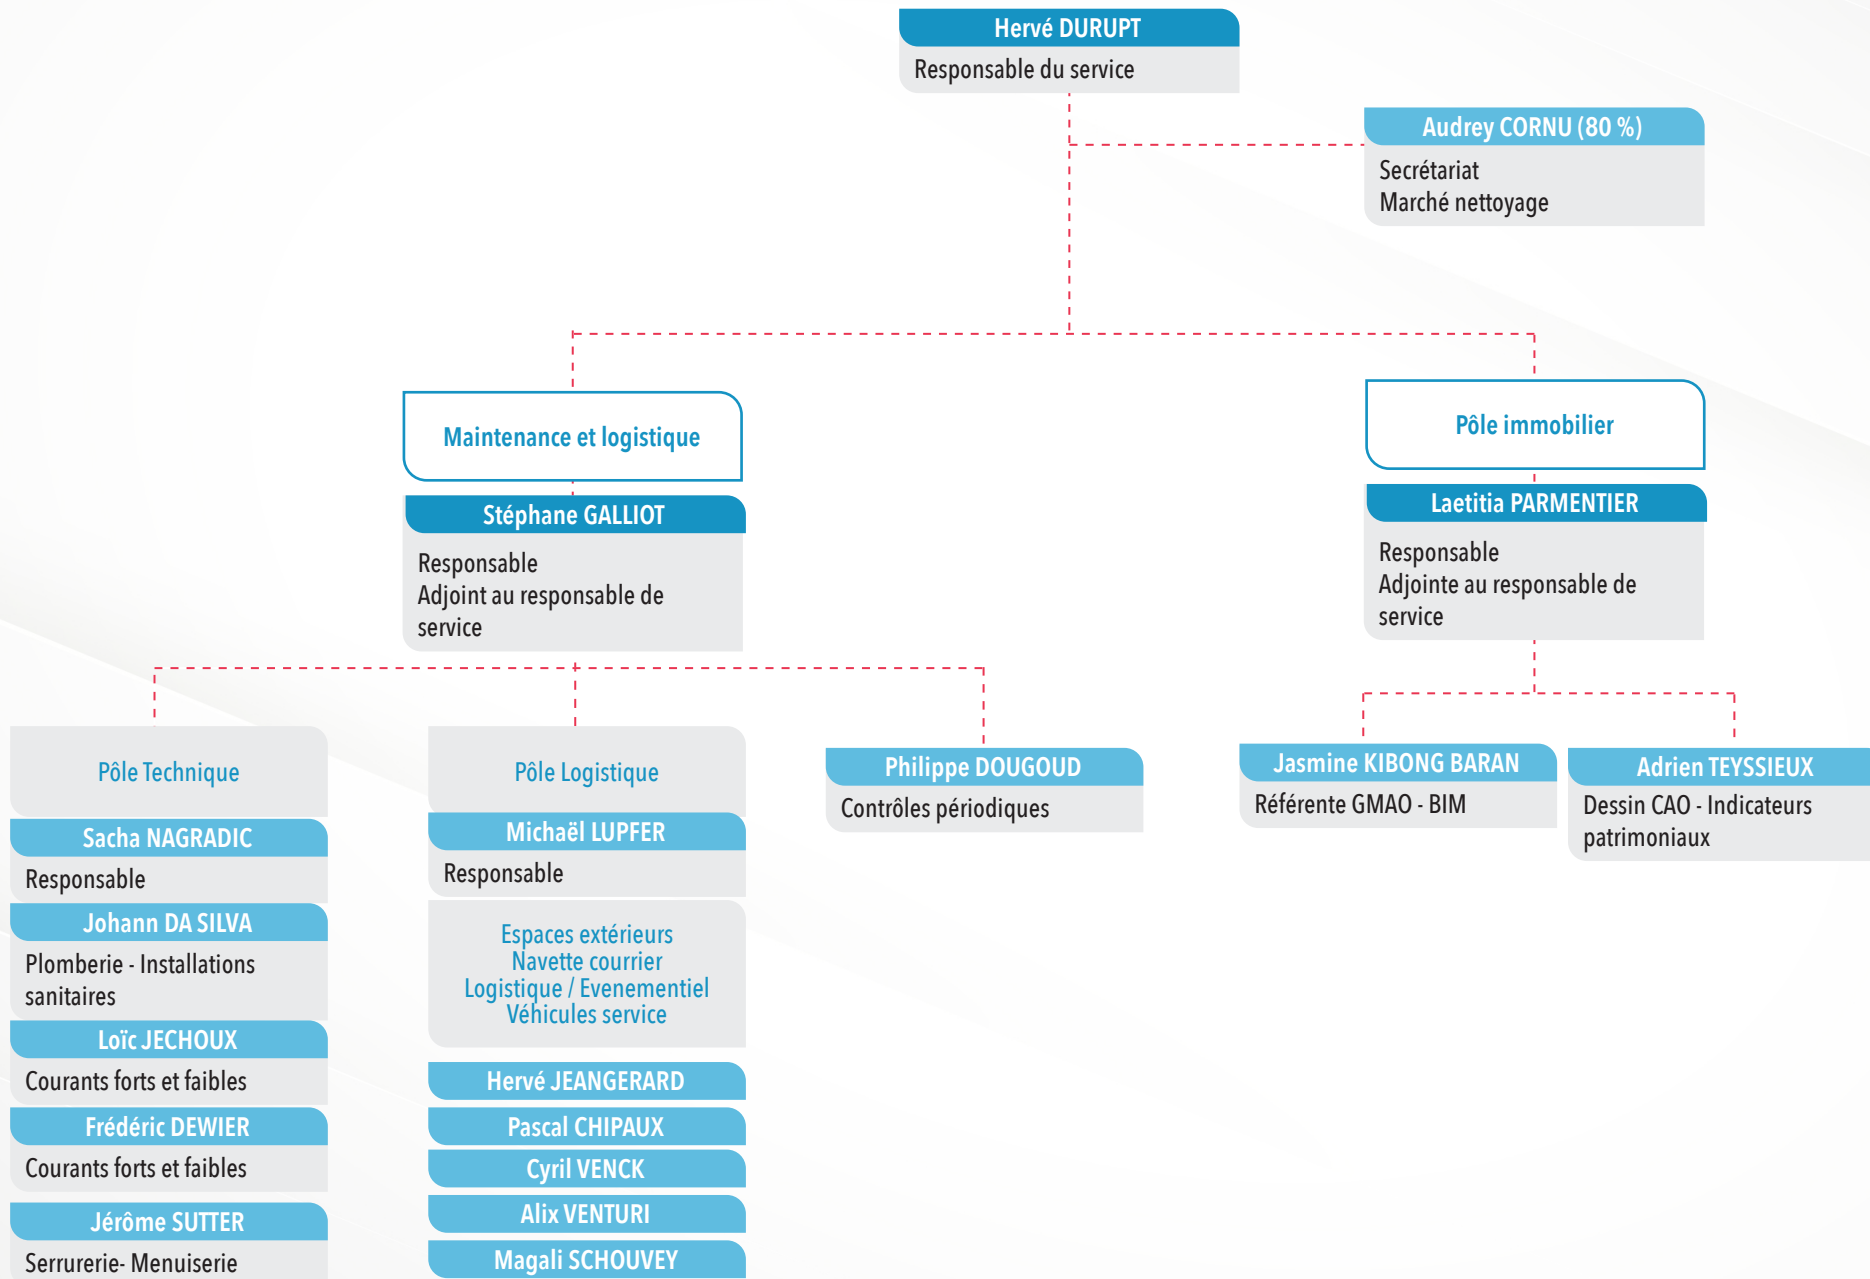 Hervé DURUPT
Responsable du service
Audrey CORNU (80 %)
Secrétariat
Marché nettoyage
Maintenance et logistique
Stéphane GALLIOT
Responsable
Adjoint au responsable de
service
Pôle immobilier
Laetitia PARMENTIER
Responsable
Adjointe au responsable de
service
Pôle Technique
Sacha NAGRADIC
Responsable
Johann DA SILVA
Plomberie - Installations
sanitaires
Loïc JECHOUX
Courants forts et faibles
Frédéric DEWIER
Courants forts et faibles
Jérôme SUTTER
Serrurerie- Menuiserie
Pôle Logistique
Michaël LUPFER
Responsable
Espaces extérieurs
Navette courrier
Logistique / Evenementiel
Véhicules service
Hervé JEANGERARD
Pascal CHIPAUX
Cyril VENCK
Alix VENTURI
Magali SCHOUVEY
Philippe DOUGOUD
Contrôles périodiques
Jasmine KIBONG BARAN
Référente GMAO - BIM
Adrien TEYSSIEUX
Dessin CAO - Indicateurs
patrimoniaux